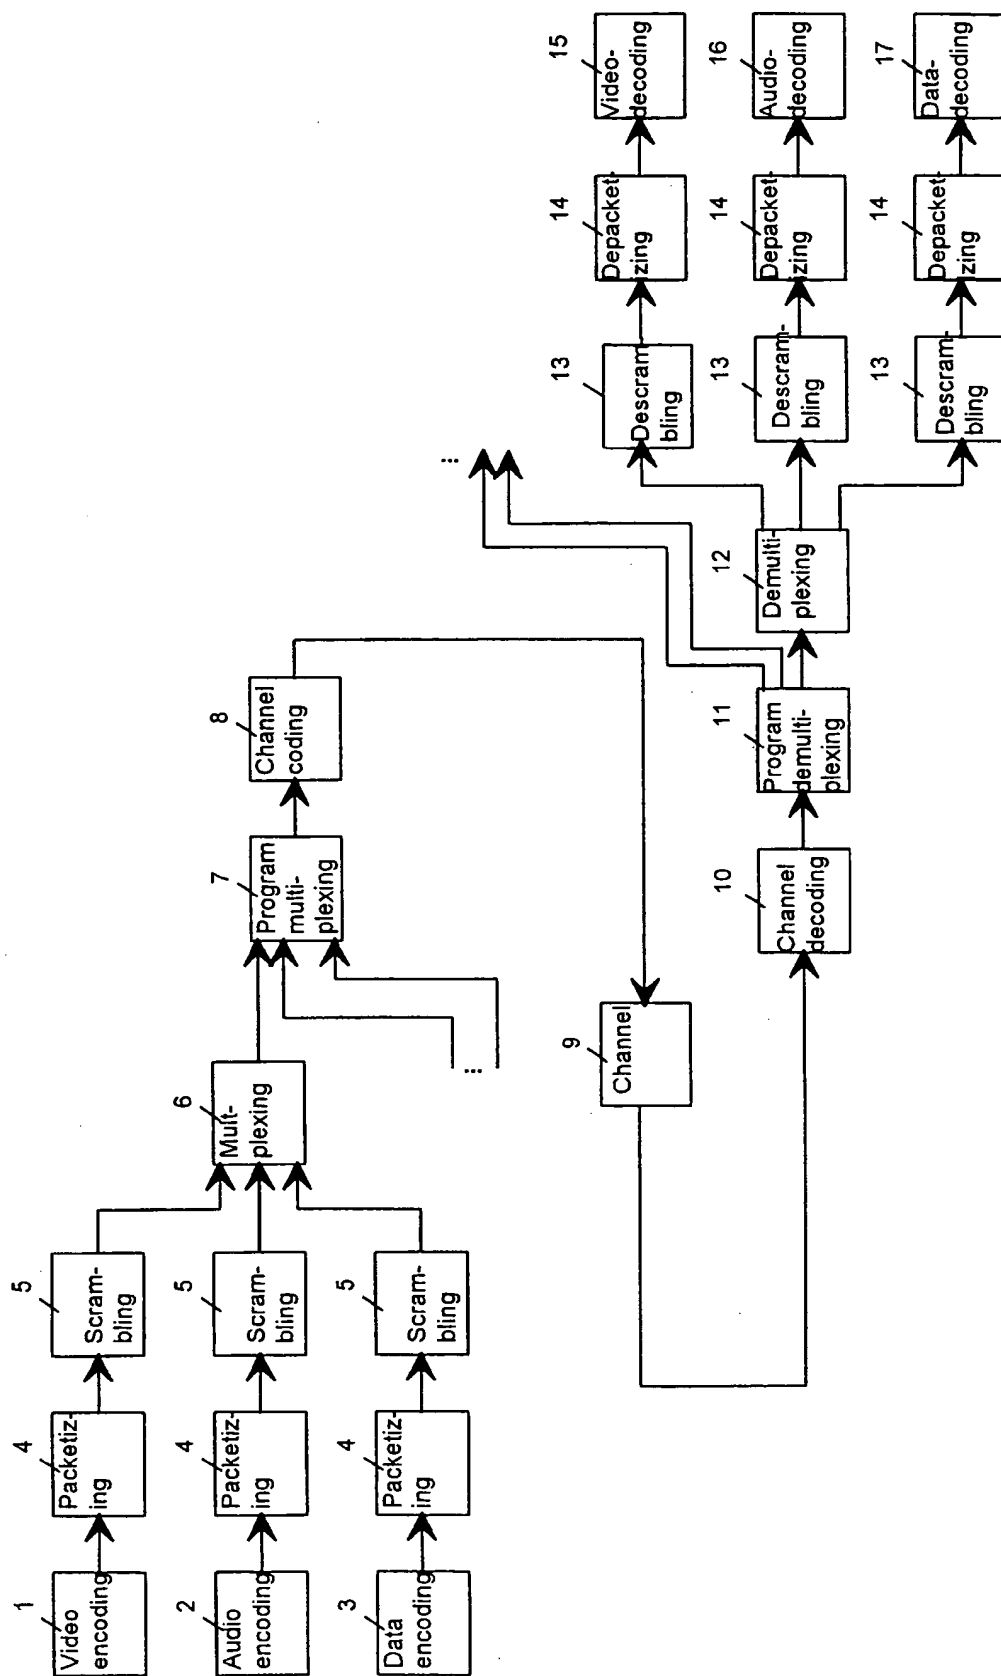 1
Video
encoding
4
Packetiz-
ing
5
Scram-
bling
2
Audio
encoding
4
Packetiz-
ing
5
Scram-
bling
3
Data
encoding
4
Packetiz-
ing
5
Scram-
bling
6
Mult-
plexing
...
7
Program
multi-
plexing
8
Channel
coding
9
Channel
10
Channel
decoding
11
Program
demulti-
plexing
...
12
Demulti-
plexing
13
Descram-
bling
14
Depacket-
izing
15
Video-
decoding
13
Descram-
bling
14
Depacket-
izing
16
Audio-
decoding
13
Descram-
bling
14
Depacket-
izing
17
Data-
decoding